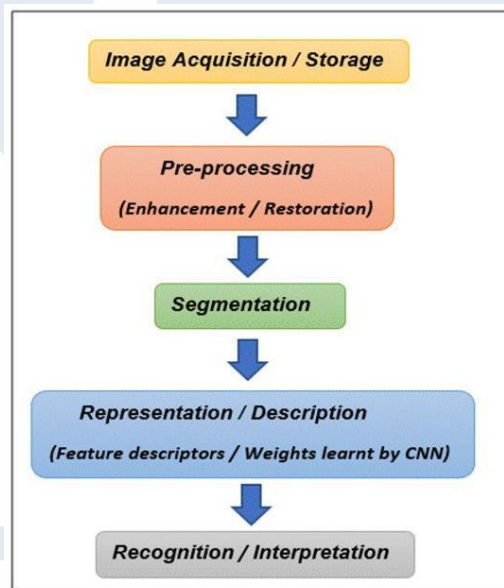 Image Acquisition / Storage
Pre-processing
(Enhancement / Restoration)
Segmentation
Representation / Description
(Feature descriptors / Weights learnt by CNN)
Recognition / Interpretation